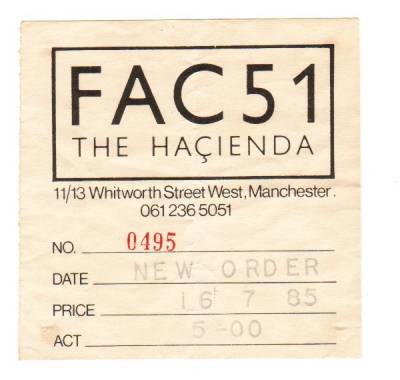 FAC 51
THE HAÇIENDA
11/13 Whitworth Street West, Manchester.
061 236 5051
NO. 0495
DATE NEW ORDER
PRICE 16t 7 85
ACT 5-00